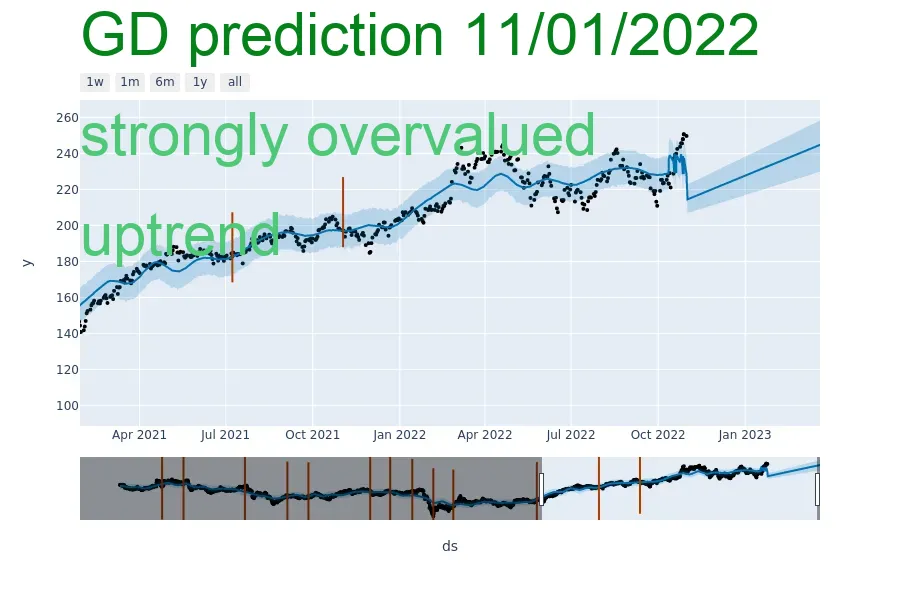 GD prediction 11/01/2022
1w 1m 6m 1y all
strongly overvalued
uptrend
260
240
220
200
180
160
140
120
100
y
Apr 2021 Jul 2021 Oct 2021 Jan 2022 Apr 2022 Jul 2022 Oct 2022 Jan 2023
ds